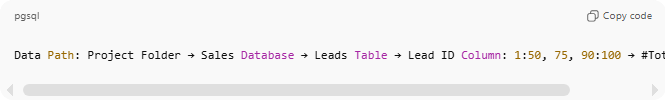 pgsql
Copy code
Data Path: Project Folder → Sales Database → Leads Table → Lead ID Column: 1:50, 75, 90:100 → #Tot